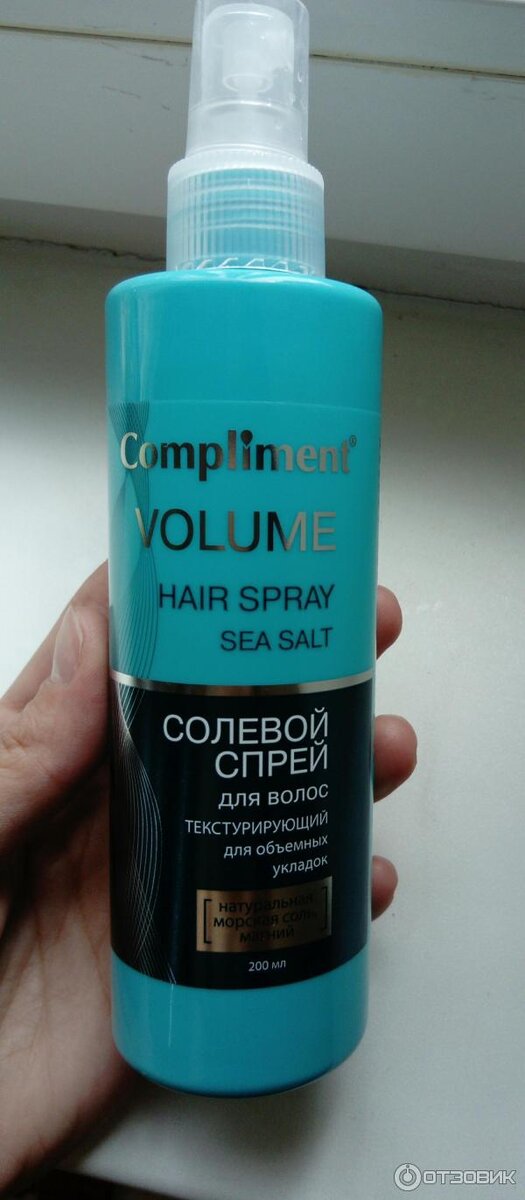 Compliment®
VOLUME
HAIR SPRAY
SEA SALT
СОЛЕВОЙ
СПРЕЙ
для волос
ТЕКСТУРИРУЮЩИЙ
для объемных
укладок
натуральная
морская соль
магний
200 мл
ОТЗОВИК